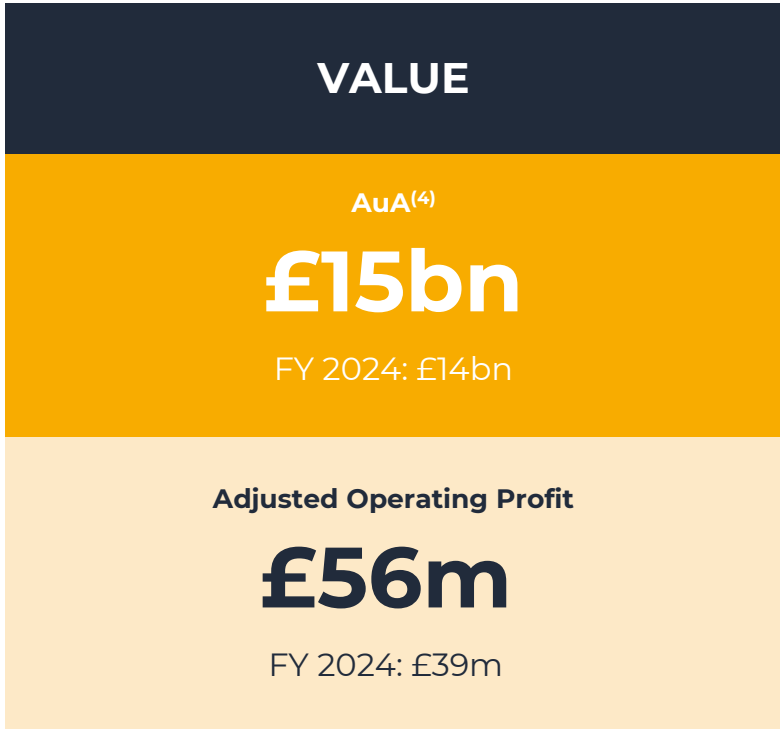 VALUE
AuA(4)
£15bn
FY 2024: £14bn
Adjusted Operating Profit
£56m
FY 2024: £39m